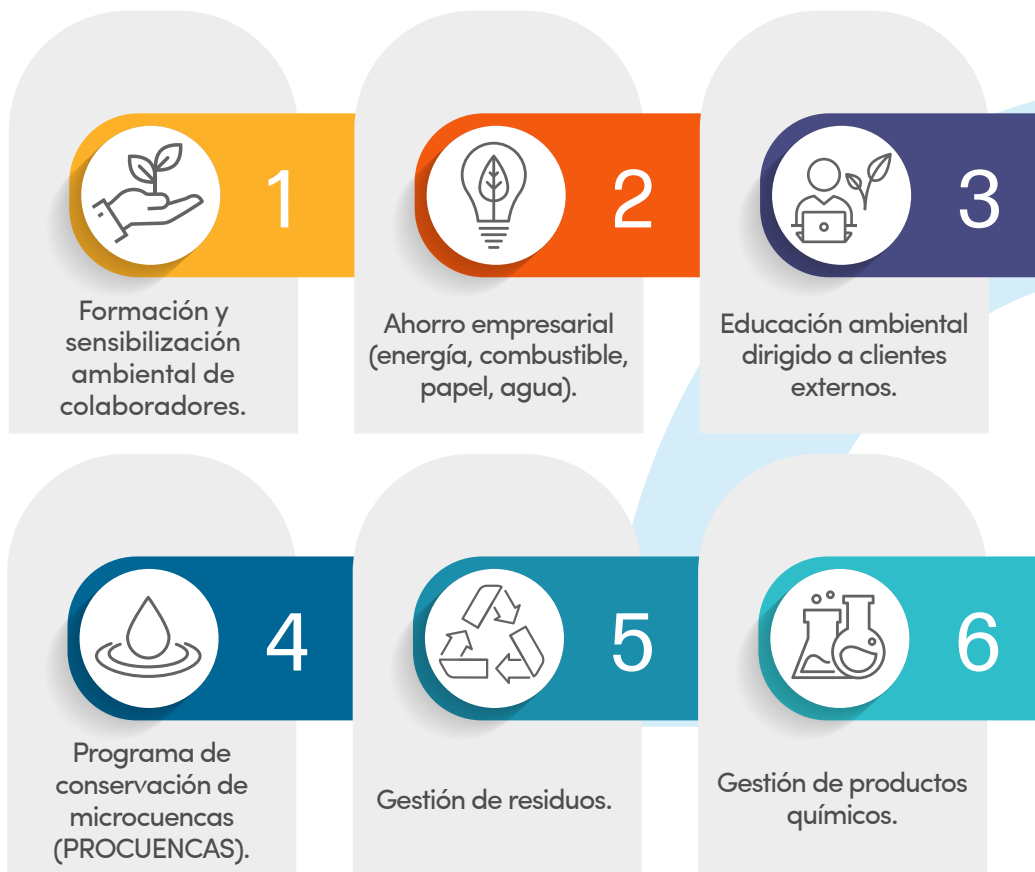 1
Formación y
sensibilización
ambiental de
colaboradores.
2
Ahorro empresarial
(energía, combustible,
papel, agua).
3
Educación ambiental
dirigido a clientes
externos.
4
Programa de
conservación de
microcuencas
(PROCUENCAS).
5
Gestión de residuos.
6
Gestión de productos
químicos.